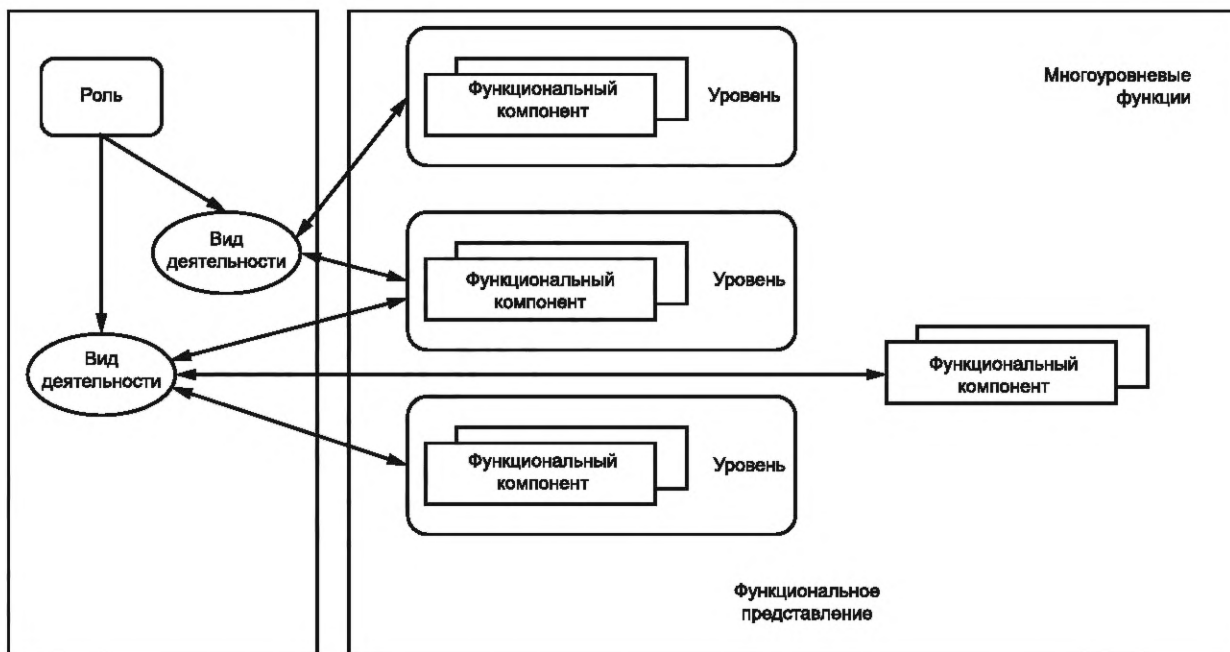 Роль
Вид
деятельности
Вид
деятельности
Функциональный
компонент
Уровень
Многоуровневые
функции
Функциональный
компонент
Уровень
Функциональный
компонент
Функциональный
компонент
Уровень
Функциональное
представление